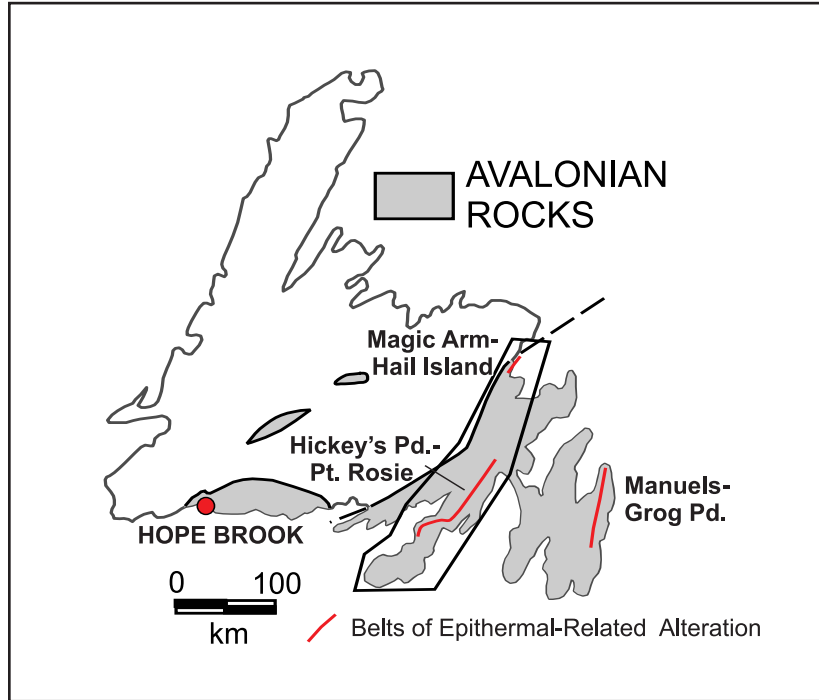 AVALONIAN
ROCKS
Magic Arm-
Hail Island
Hickey's Pd.-
Pt. Rosie
Manuels-
Grog Pd.
HOPE BROOK
0 100
km
Belts of Epithermal-Related Alteration